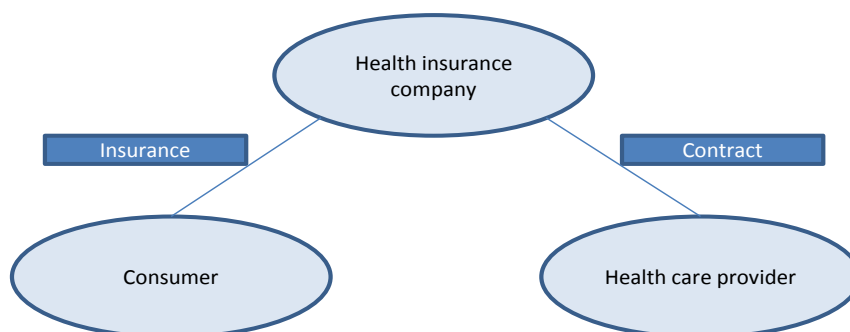 Health insurance
company
Insurance
Contract
Consumer
Health care provider